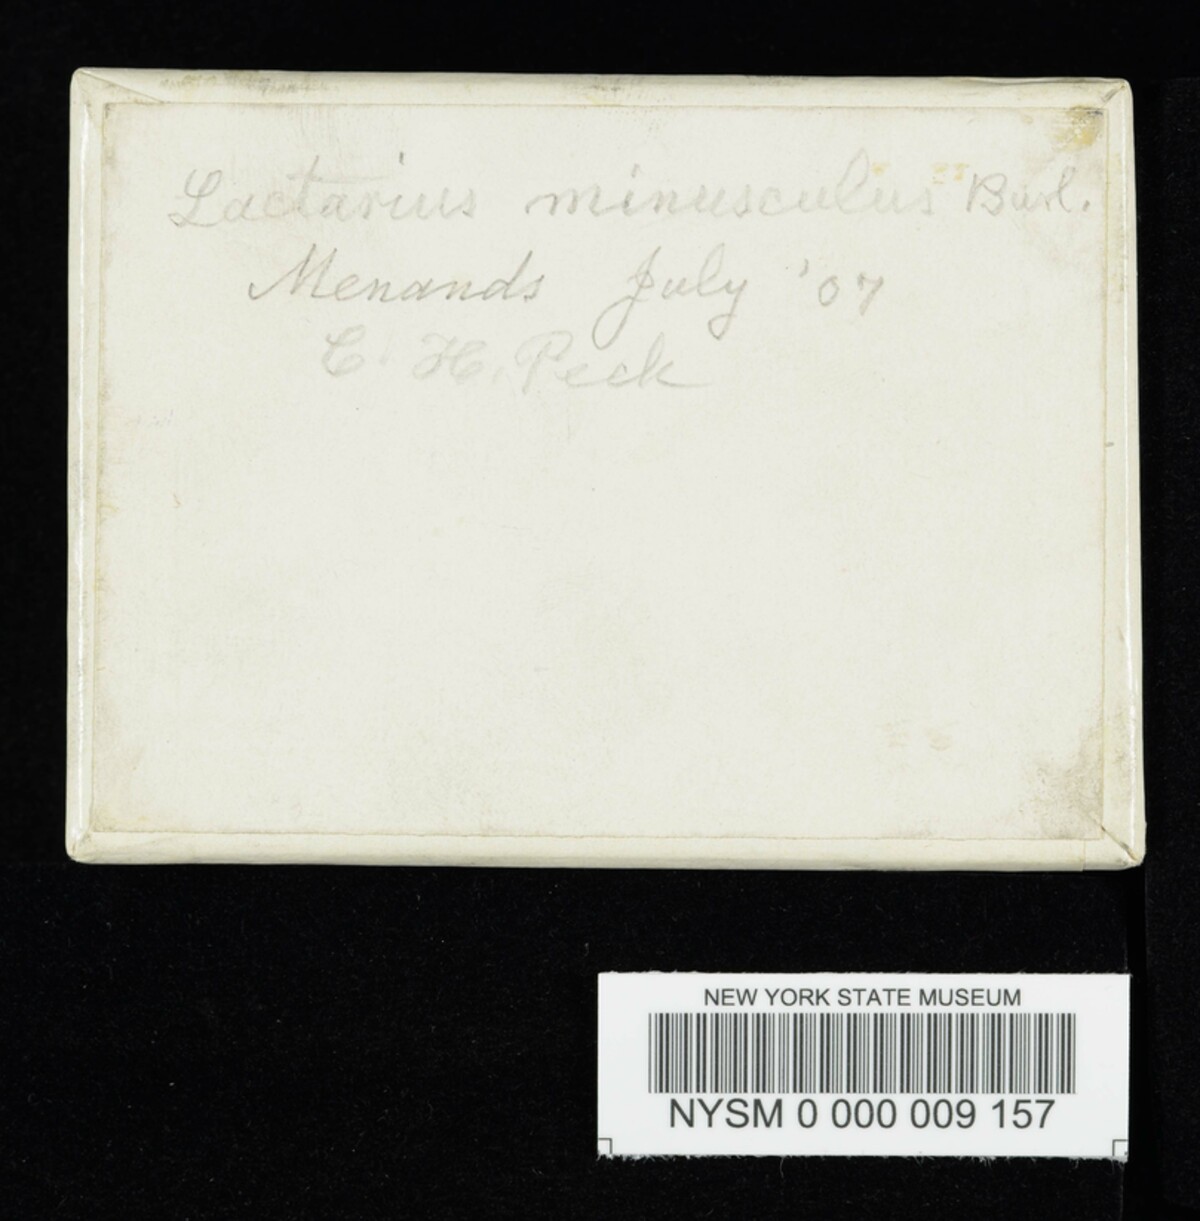 Lactarius minusculus Burl.
Menands July '07
C. H. Peck
NEW YORK STATE MUSEUM
NYSM 0 000 009 157